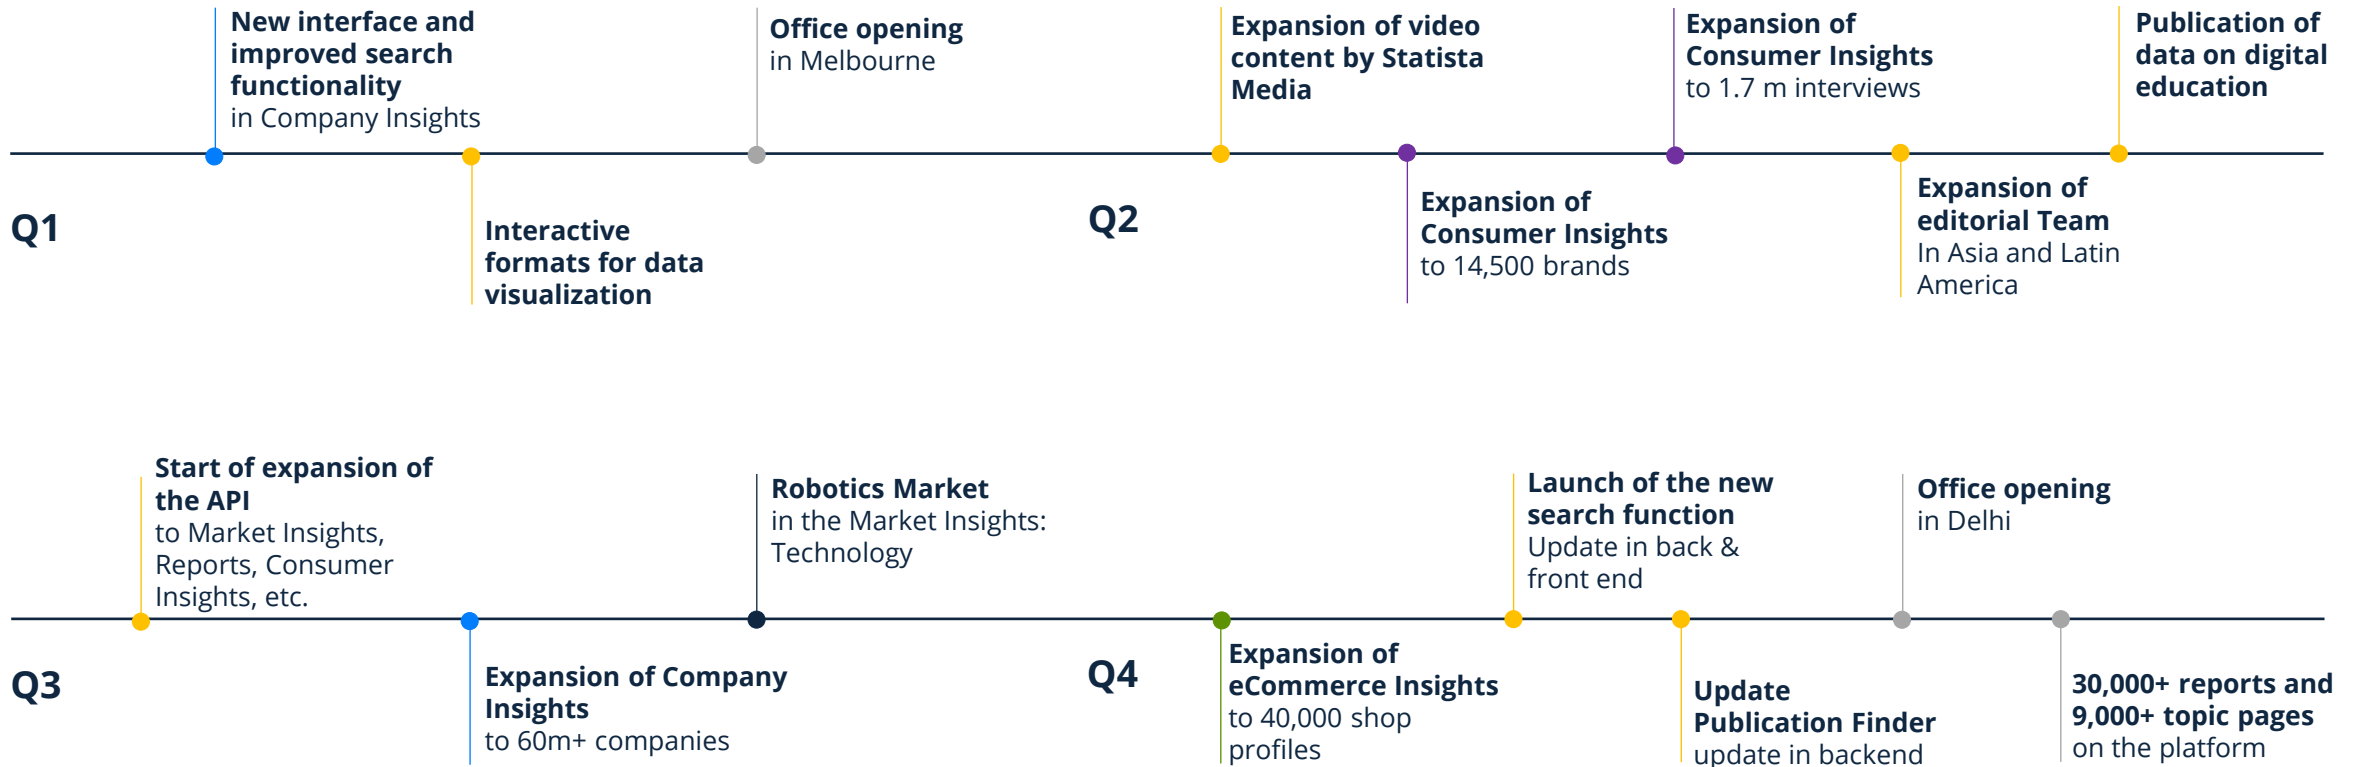 New interface and
improved search
functionality
in Company Insights
Office opening
in Melbourne
Expansion of video
content by Statista
Media
Expansion of
Consumer Insights
to 1.7 m interviews
Publication of
data on digital
education
Q1
Interactive
formats for data
visualization
Q2
Expansion of
Consumer Insights
to 14,500 brands
Expansion of
editorial Team
In Asia and Latin
America
Start of expansion of
the API
to Market Insights,
Reports, Consumer
Insights, etc.
Robotics Market
in the Market Insights:
Technology
Launch of the new
search function
Update in back &
front end
Office opening
in Delhi
Q3
Expansion of Company
Insights
to 60m+ companies
Q4
Expansion of
eCommerce Insights
to 40,000 shop
profiles
Update
Publication Finder
update in backend
30,000+ reports and
9,000+ topic pages
on the platform